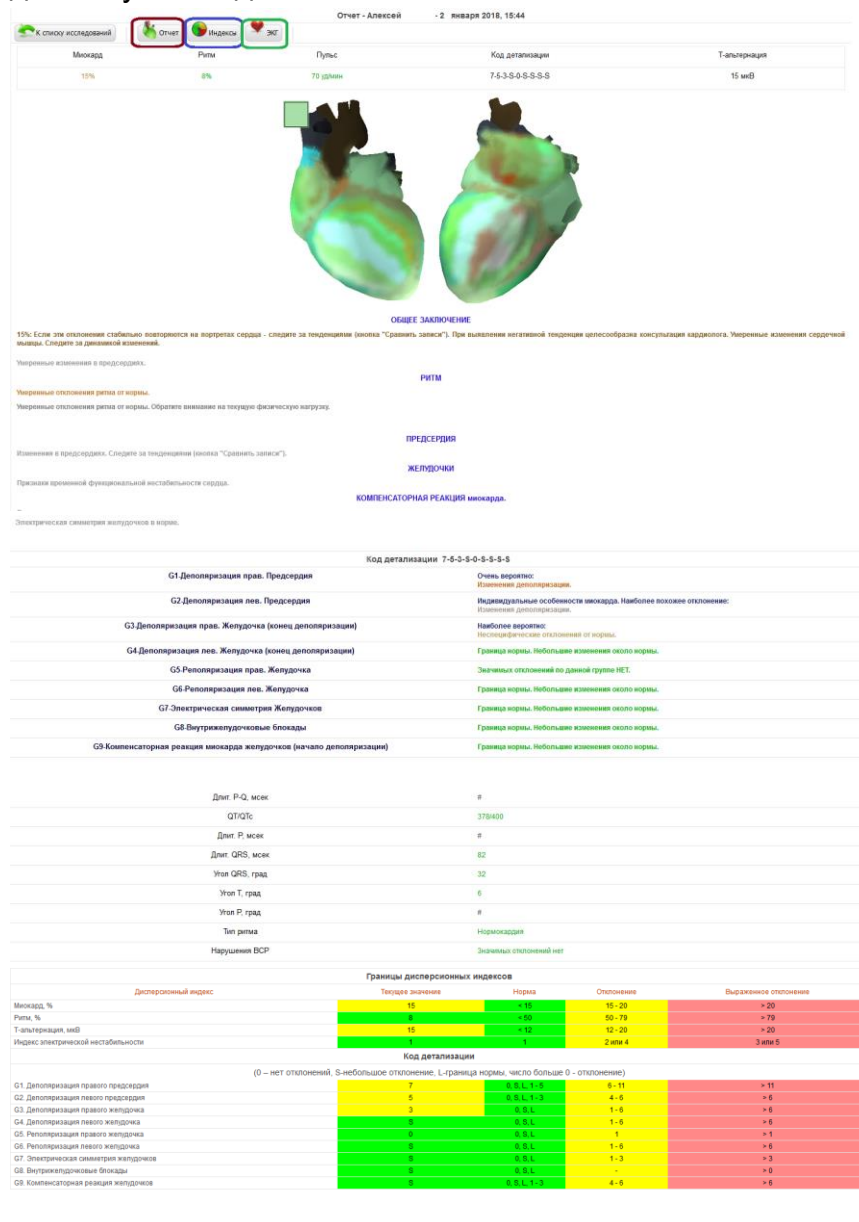 Отчет - Алексей - 2 января 2018, 15:44
К списку исследований Отчет Индексы ЭКГ
Миокард Ритм Пульс Код детализации Т-альтернация
15% 8% 70 уд/мин 7-5-3-S-0-S-S-S-S 15 мкВ
ОБЩЕЕ ЗАКЛЮЧЕНИЕ
15%: Если эти отклонения стабильно повторяются на портретах сердца - следите за тенденциями (кнопка "Сравнить записи"). При выявлении негативной тенденции целесообразна консультация кардиолога. Умеренные изменения сердечной
мышцы. Следите за динамикой изменений.
Умеренные изменения в предсердиях.
РИТМ
Умеренные отклонения ритма от нормы.
Умеренные отклонения ритма от нормы. Обратите внимание на текущую физическую нагрузку.
ПРЕДСЕРДИЯ
Изменения в предсердиях. Следите за тенденциями (кнопка "Сравнить записи").
ЖЕЛУДОЧКИ
Признаки временной функциональной нестабильности сердца.
КОМПЕНСАТОРНАЯ РЕАКЦИЯ миокарда.
Электрическая симметрия желудочков в норме.
Код детализации 7-5-3-S-0-S-S-S-S
G1-Деполяризация прав. Предсердия Очень вероятно:
Изменения деполяризации.
G2-Деполяризация лев. Предсердия Индивидуальные особенности миокарда. Наиболее похожее отклонение:
Изменения деполяризации.
G3-Деполяризация прав. Желудочка (конец деполяризации) Наиболее вероятно:
Неспецифические отклонения от нормы.
G4-Деполяризация лев. Желудочка (конец деполяризации) Граница нормы. Небольшие изменения около нормы.
G5-Реполяризация прав. Желудочка Значимых отклонений по данной группе НЕТ.
G6-Реполяризация лев. Желудочка Граница нормы. Небольшие изменения около нормы.
G7-Электрическая симметрия Желудочков Граница нормы. Небольшие изменения около нормы.
G8-Внутрижелудочковые блокады Граница нормы. Небольшие изменения около нормы.
G9-Компенсаторная реакция миокарда желудочков (начало деполяризации) Граница нормы. Небольшие изменения около нормы.
Длит. P-Q, мсек #
QT/QTc 378/400
Длит. P, мсек #
Длит. QRS, мсек 82
Угол QRS, град 32
Угол T, град 6
Угол P, град #
Тип ритма Нормокардия
Нарушения ВСР Значимых отклонений нет
Границы дисперсионных индексов
Дисперсионный индекс Текущее значение Норма Отклонение Выраженное отклонение
Миокард, % 15 < 15 15 - 20 > 20
Ритм, % 8 < 50 50 - 79 > 79
Т-альтернация, мкВ 15 < 12 12 - 20 > 20
Индекс электрической нестабильности 1 1 2 или 4 3 или 5
Код детализации
(0 – нет отклонений, S-небольшое отклонение, L-граница нормы, число больше 0 - отклонение)
G1. Деполяризация правого предсердия 7 0, S, L, 1 - 5 6 - 11 > 11
G2. Деполяризация левого предсердия 5 0, S, L, 1 - 3 4 - 6 > 6
G3. Деполяризация правого желудочка 3 0, S, L 1 - 6 > 6
G4. Деполяризация левого желудочка S 0, S, L 1 - 6 > 6
G5. Реполяризация правого желудочка 0 0, S, L 1 > 1
G6. Реполяризация левого желудочка S 0, S, L 1 - 6 > 6
G7. Электрическая симметрия желудочков S 0, S, L 1 - 3 > 3
G8. Внутрижелудочковые блокады S 0, S, L - > 0
G9. Компенсаторная реакция желудочков S 0, S, L, 1 - 3 4 - 6 > 6